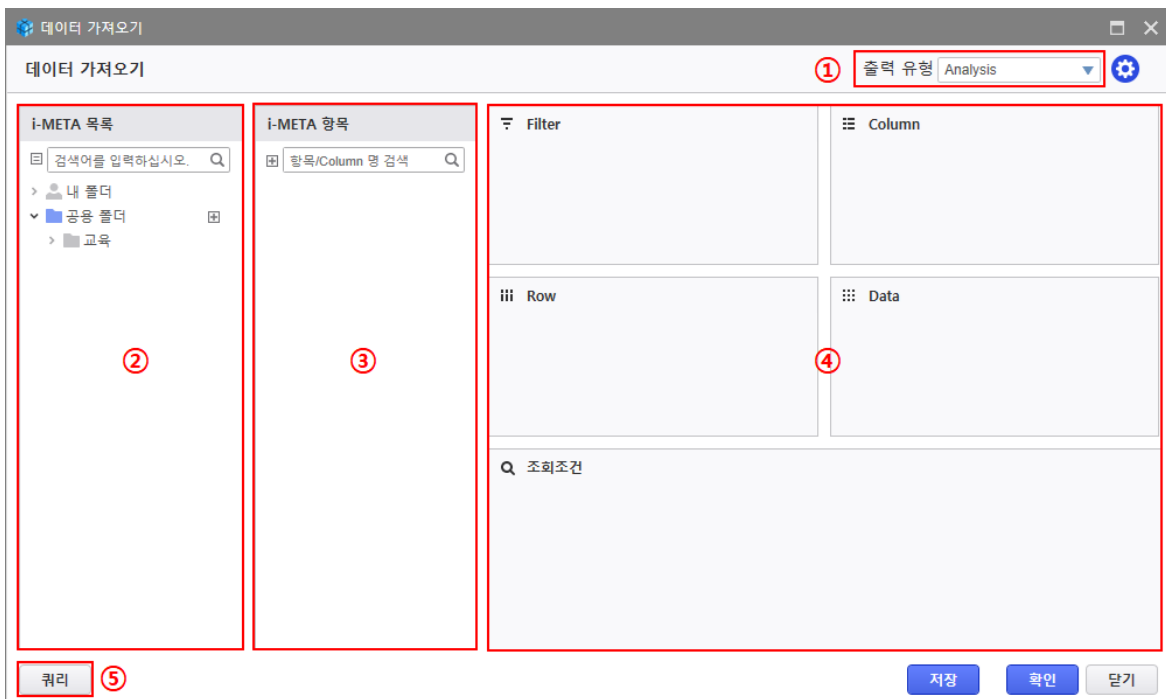 데이터 가져오기
데이터 가져오기
① 출력 유형 Analysis
i-META 목록
검색어를 입력하십시오.
내 폴더
공용 폴더
교육
②
i-META 항목
항목/Column 명 검색
③
Filter
Column
Row
Data
④
조회조건
쿼리 ⑤
저장 확인 닫기